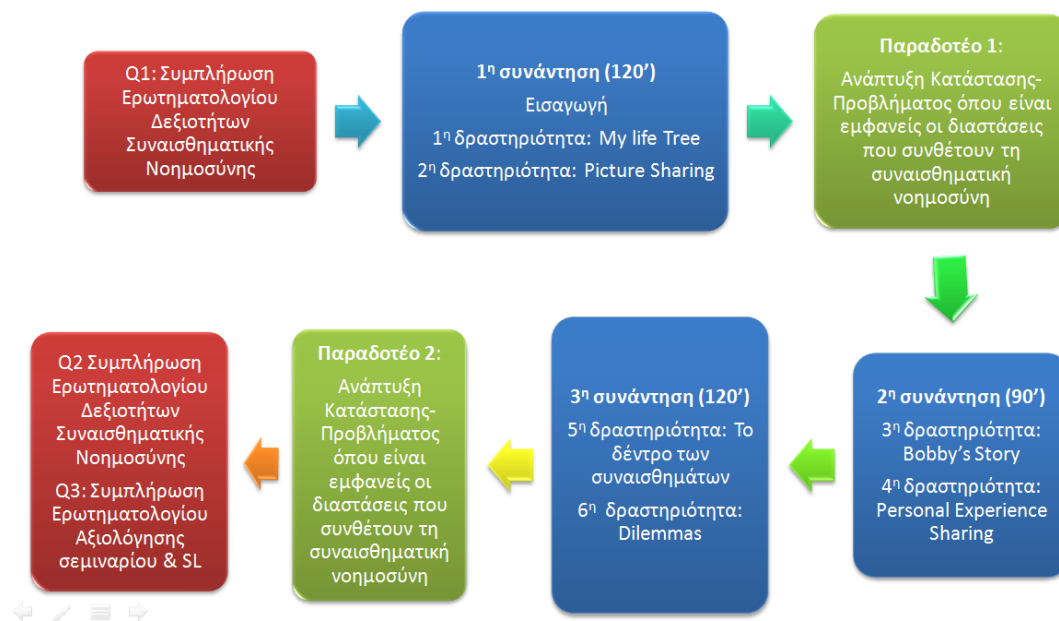 Q1: Συμπλήρωση
Ερωτηματολογίου
Δεξιοτήτων
Συναισθηματικής
Νοημοσύνης
1η συνάντηση (120’)
Εισαγωγή
1η δραστηριότητα: My life Tree
2η δραστηριότητα: Picture Sharing
Παραδοτέο 1:
Ανάπτυξη Κατάστασης-
Προβλήματος όπου είναι
εμφανείς οι διαστάσεις
που συνθέτουν τη
συναισθηματική
νοημοσύνη
2η συνάντηση (90’)
3η δραστηριότητα:
Bobby’s Story
4η δραστηριότητα:
Personal Experience
Sharing
3η συνάντηση (120’)
5η δραστηριότητα: Το
δέντρο των
συναισθημάτων
6η δραστηριότητα:
Dilemmas
Παραδοτέο 2:
Ανάπτυξη
Κατάστασης-
Προβλήματος
όπου είναι
εμφανείς οι
διαστάσεις που
συνθέτουν τη
συναισθηματική
νοημοσύνη
Q2 Συμπλήρωση
Ερωτηματολογίου
Δεξιοτήτων
Συναισθηματικής
Νοημοσύνης
Q3: Συμπλήρωση
Ερωτηματολογίου
Αξιολόγησης
σεμιναρίου & SL